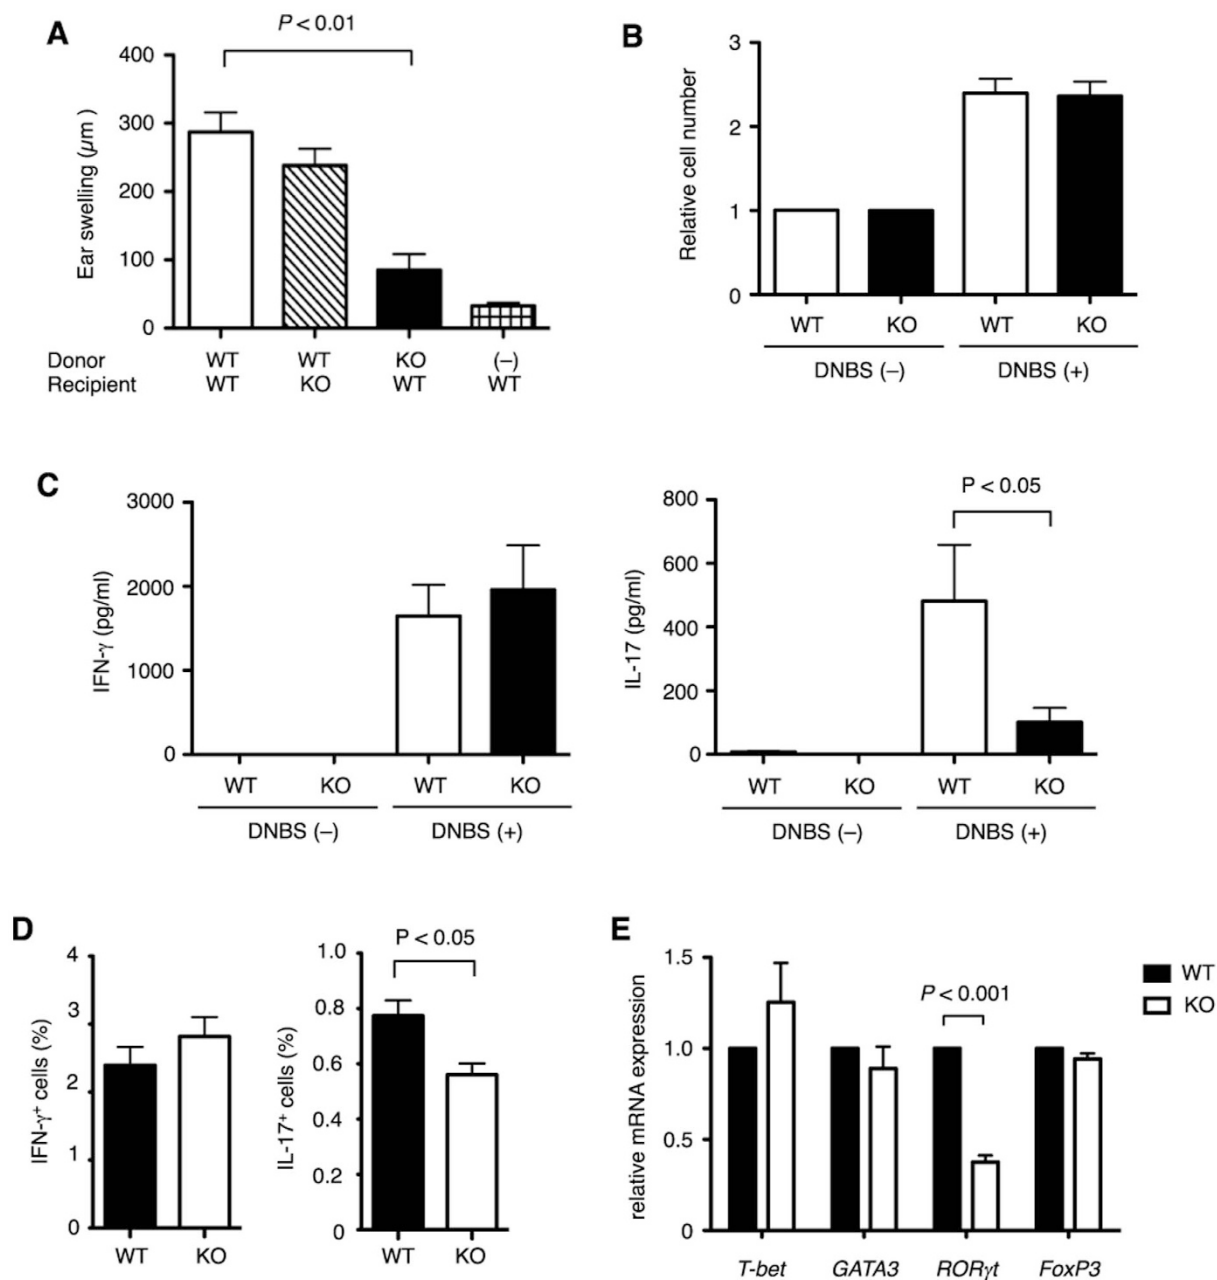 A
P < 0.01
Ear swelling (µm )
400
300
200
100
0
Donor WT WT KO (–)
Recipient WT KO WT WT
B
Relative cell number
3
2
1
0
WT KO WT KO
DNBS (–) DNBS (+)
C
IFN-γ (pg/ml)
3000
2000
1000
0
WT KO WT KO
DNBS (–) DNBS (+)
P < 0.05
IL-17 (pg/ml)
800
600
400
200
0
WT KO WT KO
DNBS (–) DNBS (+)
D
IFN-γ+ cells (%)
4
3
2
1
0
WT KO
P < 0.05
IL-17+ cells (%)
1.0
0.8
0.6
0.4
0.2
0
WT KO
E
relative mRNA expression
1.5
1.0
0.5
0
P < 0.001
WT
KO
T-bet GATA3 RORγt FoxP3